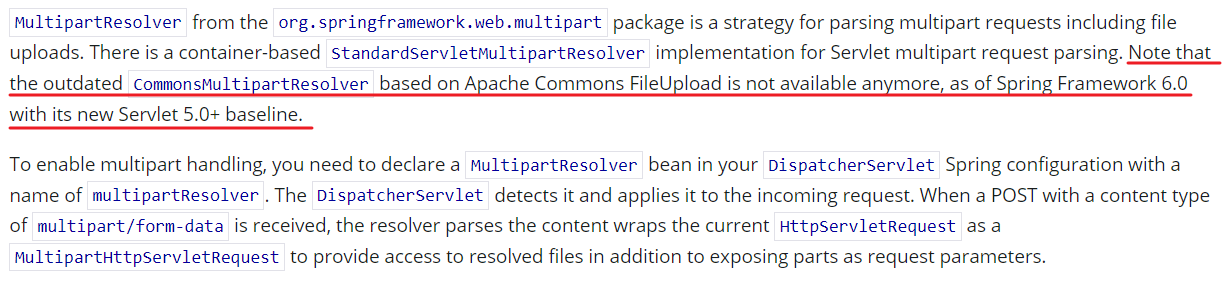 MultipartResolver from the org.springframework.web.multipart package is a strategy for parsing multipart requests including file
uploads. There is a container-based StandardServletMultipartResolver implementation for Servlet multipart request parsing. Note that
the outdated CommonsMultipartResolver based on Apache Commons FileUpload is not available anymore, as of Spring Framework 6.0
with its new Servlet 5.0+ baseline.
To enable multipart handling, you need to declare a MultipartResolver bean in your DispatcherServlet Spring configuration with a
name of multipartResolver. The DispatcherServlet detects it and applies it to the incoming request. When a POST with a content type
of multipart/form-data is received, the resolver parses the content wraps the current HttpServletRequest as a
MultipartHttpServletRequest to provide access to resolved files in addition to exposing parts as request parameters.